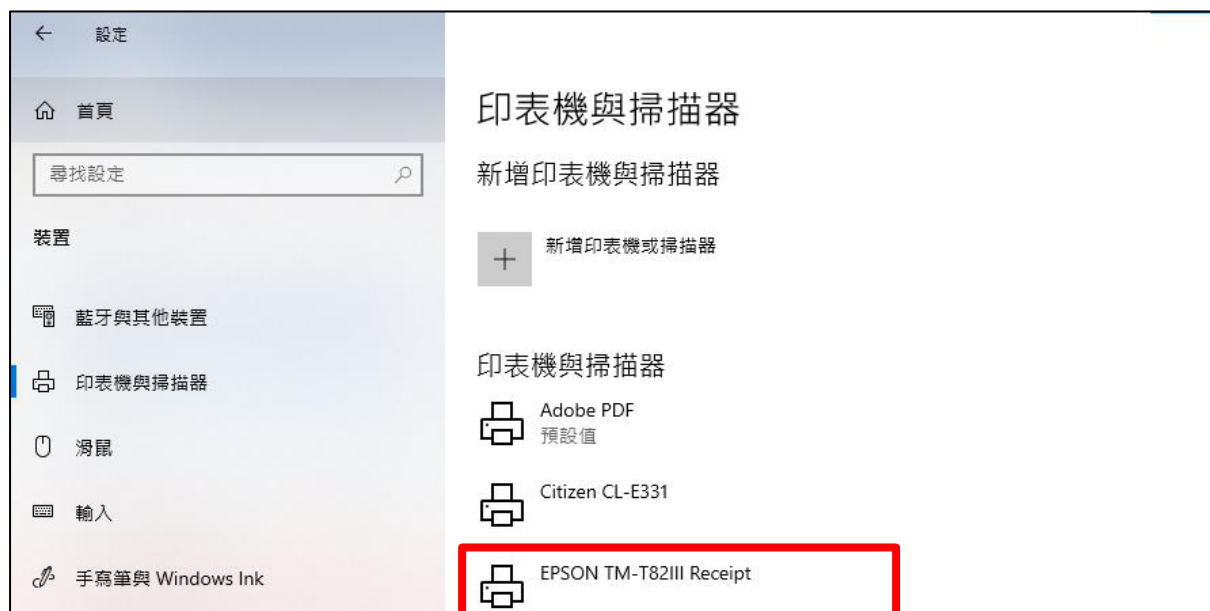 設定
首頁
尋找設定
裝置
藍牙與其他裝置
印表機與掃描器
滑鼠
輸入
手寫筆與 Windows Ink
印表機與掃描器
新增印表機與掃描器
新增印表機或掃描器
印表機與掃描器
Adobe PDF
預設值
Citizen CL-E331
EPSON TM-T82III Receipt